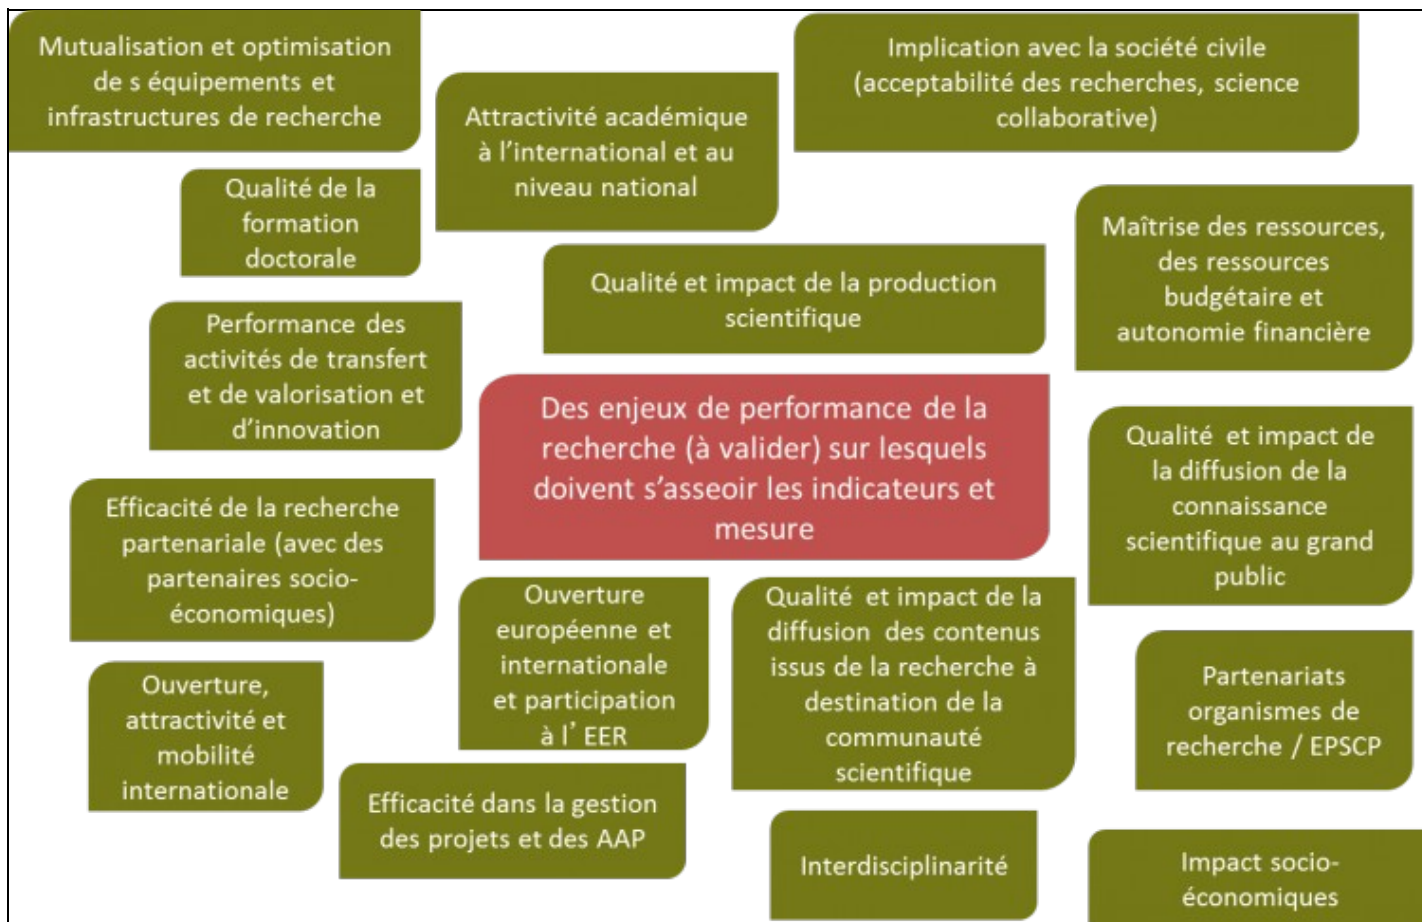 Mutualisation et optimisation
de s équipements et
infrastructures de recherche
Attractivité académique
à l'international et au
niveau national
Implication avec la société civile
(acceptabilité des recherches, science
collaborative)
Qualité de la
formation
doctorale
Qualité et impact de la production
scientifique
Maîtrise des ressources,
des ressources
budgétaire et
autonomie financière
Performance des
activités de transfert
et de valorisation et
d'innovation
Des enjeux de performance de la
recherche (à valider) sur lesquels
doivent s'asseoir les indicateurs et
mesure
Qualité et impact de
la diffusion de la
connaissance
scientifique au grand
public
Efficacité de la recherche
partenariale (avec des
partenaires socio-
économiques)
Ouverture
européenne et
internationale
et participation
à l' EER
Qualité et impact de la
diffusion des contenus
issus de la recherche à
destination de la
communauté
scientifique
Partenariats
organismes de
recherche / EPSCP
Ouverture,
attractivité et
mobilité
internationale
Efficacité dans la gestion
des projets et des AAP
Interdisciplinarité
Impact socio-
économiques